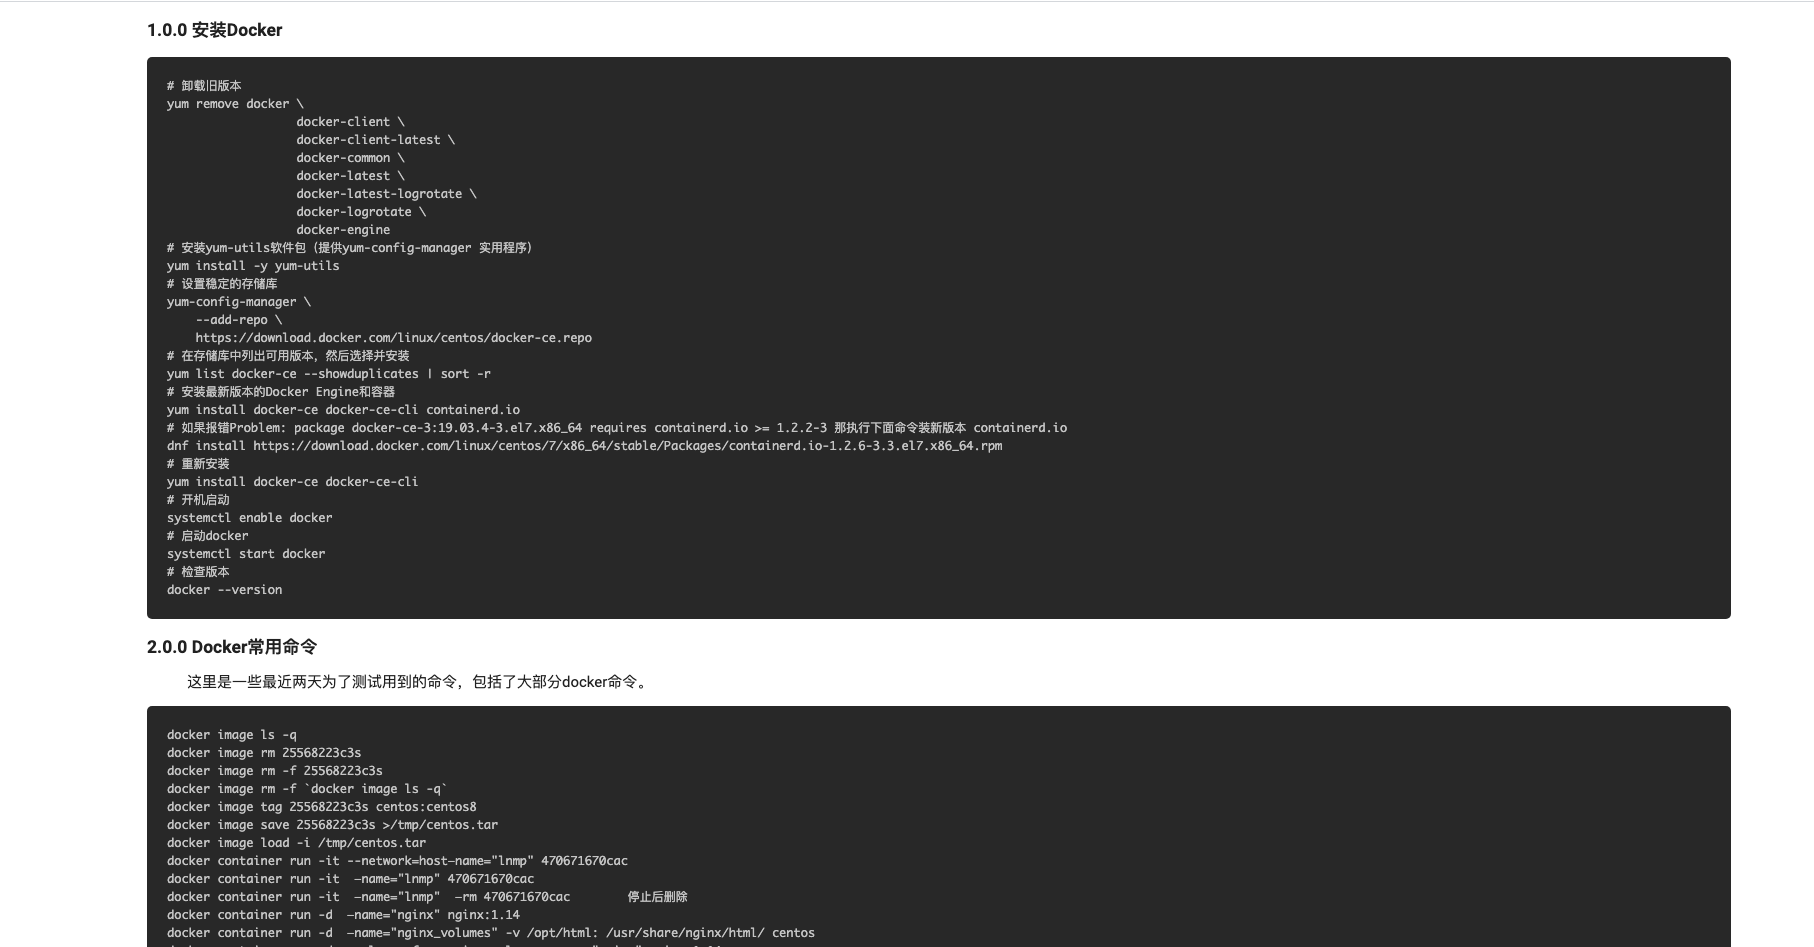 1.0.0 安装Docker
# 卸载旧版本
yum remove docker \
docker-client \
docker-client-latest \
docker-common \
docker-latest \
docker-latest-logrotate \
docker-logrotate \
docker-engine
# 安装yum-utils软件包（提供yum-config-manager 实用程序）
yum install -y yum-utils
# 设置稳定的存储库
yum-config-manager \
--add-repo \
https://download.docker.com/linux/centos/docker-ce.repo
# 在存储库中列出可用版本，然后选择并安装
yum list docker-ce --showduplicates | sort -r
# 安装最新版本的Docker Engine和容器
yum install docker-ce docker-ce-cli containerd.io
# 如果报错Problem: package docker-ce-3:19.03.4-3.el7.x86_64 requires containerd.io >= 1.2.2-3 那执行下面命令装新版本 containerd.io
dnf install https://download.docker.com/linux/centos/7/x86_64/stable/Packages/containerd.io-1.2.6-3.3.el7.x86_64.rpm
# 重新安装
yum install docker-ce docker-ce-cli
# 开机启动
systemctl enable docker
# 启动docker
systemctl start docker
# 检查版本
docker --version
2.0.0 Docker常用命令
这里是一些最近两天为了测试用到的命令，包括了大部分docker命令。
docker image ls -q
docker image rm 25568223c3s
docker image rm -f 25568223c3s
docker image rm -f `docker image ls -q`
docker image tag 25568223c3s centos:centos8
docker image save 25568223c3s >/tmp/centos.tar
docker image load -i /tmp/centos.tar
docker container run -it --network=host—name="lnmp" 470671670cac
docker container run -it  —name="lnmp" 470671670cac
docker container run -it  —name="lnmp"  —rm 470671670cac        停止后删除
docker container run -d  —name="nginx" nginx:1.14
docker container run -d  —name="nginx_volumes" -v /opt/html: /usr/share/nginx/html/ centos